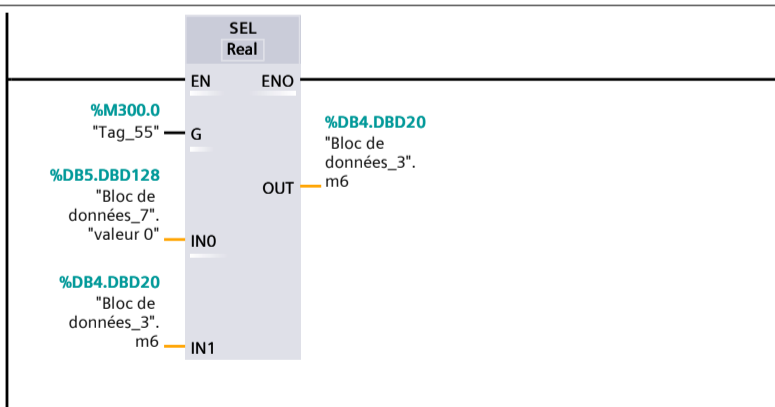 SEL
Real
EN
ENO
%M300.0
"Tag_55"
G
%DB4.DBD20
"Bloc de
données_3".
m6
OUT
%DB5.DBD128
"Bloc de
données_7".
"valeur 0"
IN0
%DB4.DBD20
"Bloc de
données_3".
m6
IN1